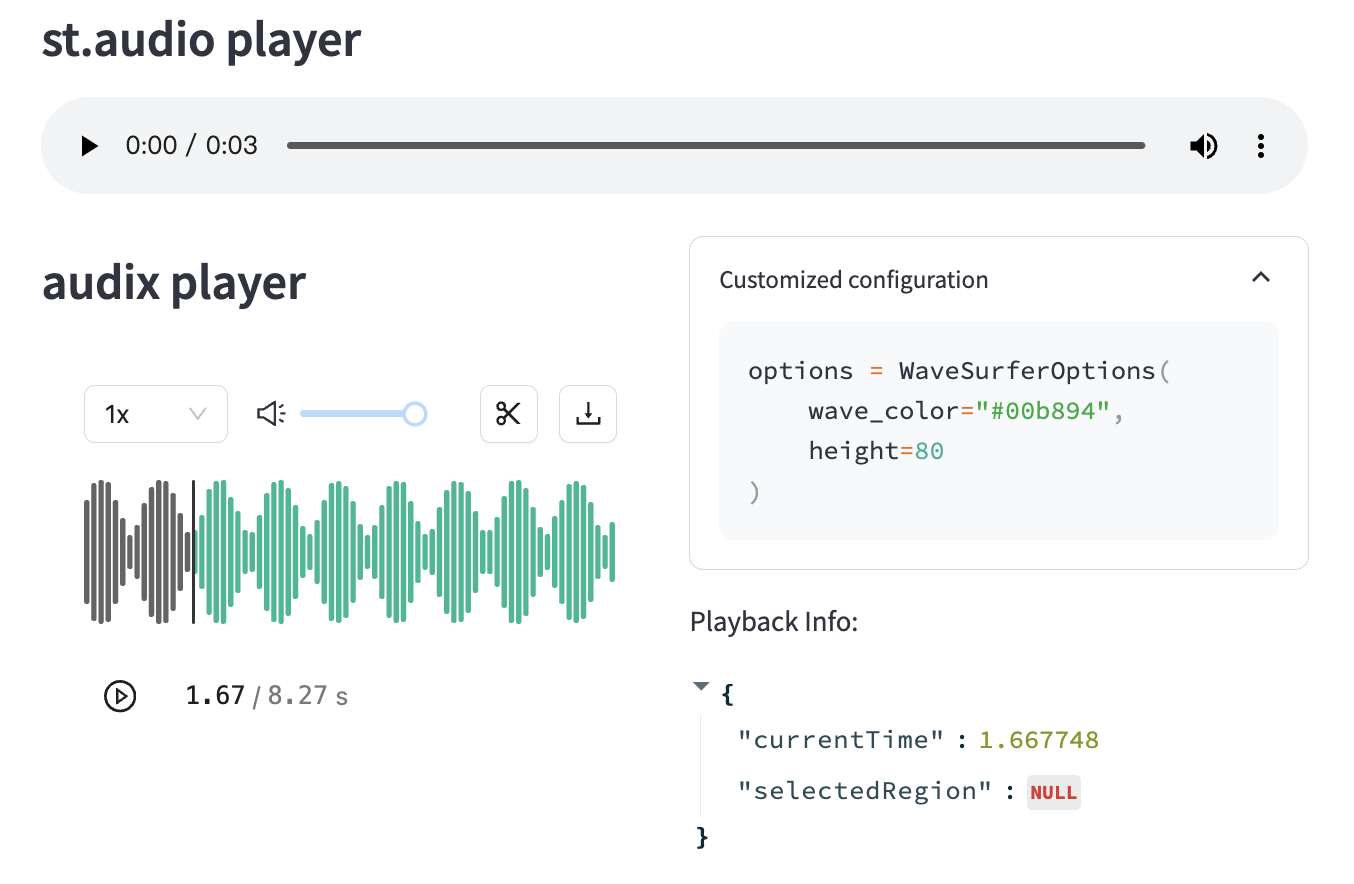 st.audio player
0:00 / 0:03
audix player
1x
1.67 / 8.27 s
Customized configuration
options = WaveSurferOptions(
    wave_color="#00b894",
    height=80
)
Playback Info:
{
"currentTime" : 1.667748
"selectedRegion" : NULL
}